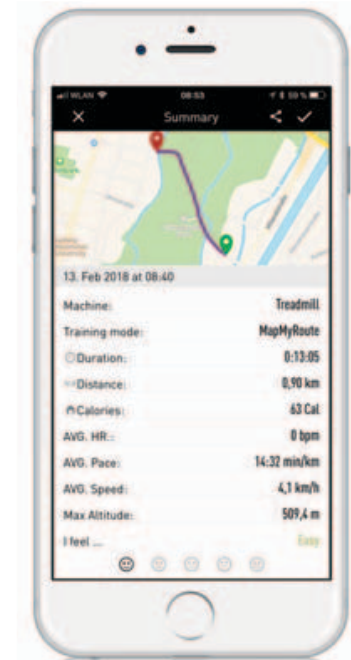 WLAN 08:53 59 %
Summary
13. Feb 2018 at 08:40
Machine: Treadmill
Training mode: MapMyRoute
Duration: 0:13:05
Distance: 0,90 km
Calories: 63 Cal
AVG. HR.: 0 bpm
AVG. Pace: 14:32 min/km
AVG. Speed: 4,1 km/h
Max Altitude: 509,4 m
I feel ... Easy